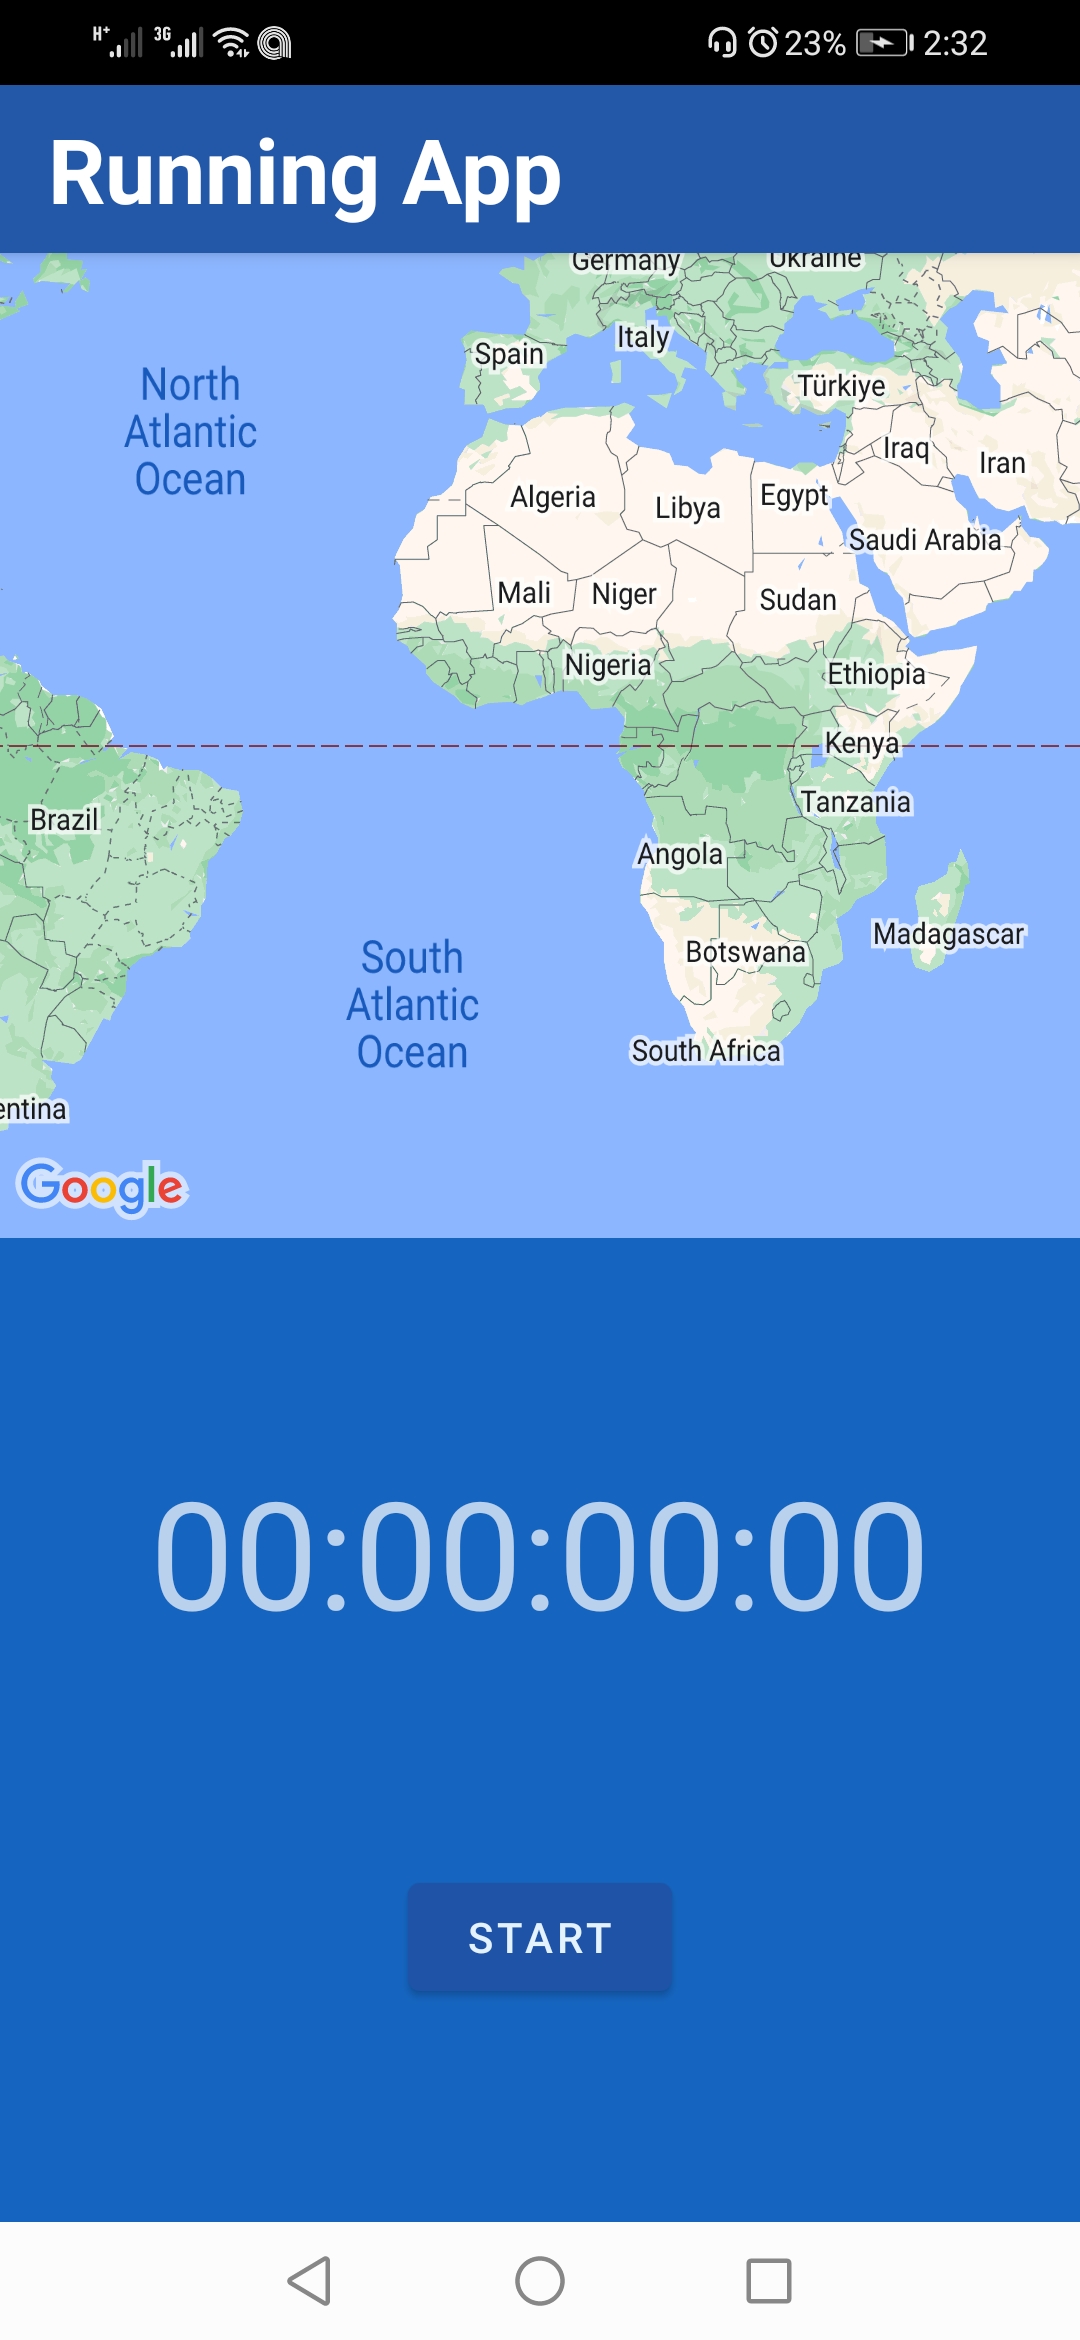 H+ 3G 23% 2:32
Running App
Germany
Ukraine
Italy
Spain
North
Atlantic
Ocean
Türkiye
Iraq
Iran
Algeria
Libya
Egypt
Saudi Arabia
Mali
Niger
Sudan
Nigeria
Ethiopia
Kenya
Tanzania
Brazil
Angola
Madagascar
Botswana
South
Atlantic
Ocean
South Africa
entina
Google
00:00:00:00
START